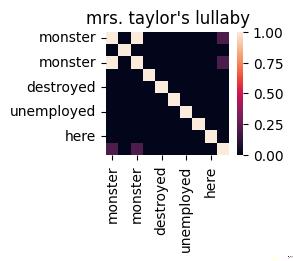 mrs. taylor's lullaby
monster
monster
destroyed
unemployed
here
1.00
0.75
0.50
0.25
0.00
monster
monster
destroyed
unemployed
here